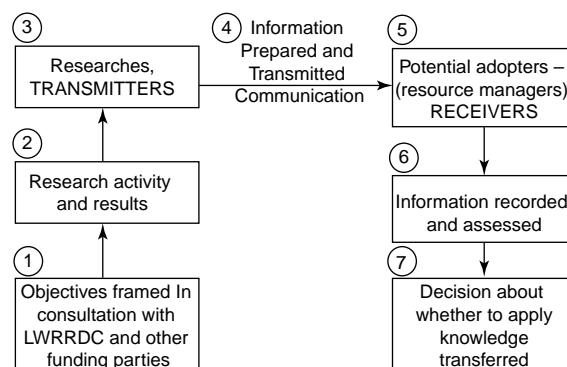 3
Researches,
TRANSMITTERS
4
Information
Prepared and
Transmitted
Communication
5
Potential adopters –
(resource managers)
RECEIVERS
2
Research activity
and results
6
Information recorded
and assessed
1
Objectives framed In
consultation with
LWRRDC and other
funding parties
7
Decision about
whether to apply
knowledge
transferred